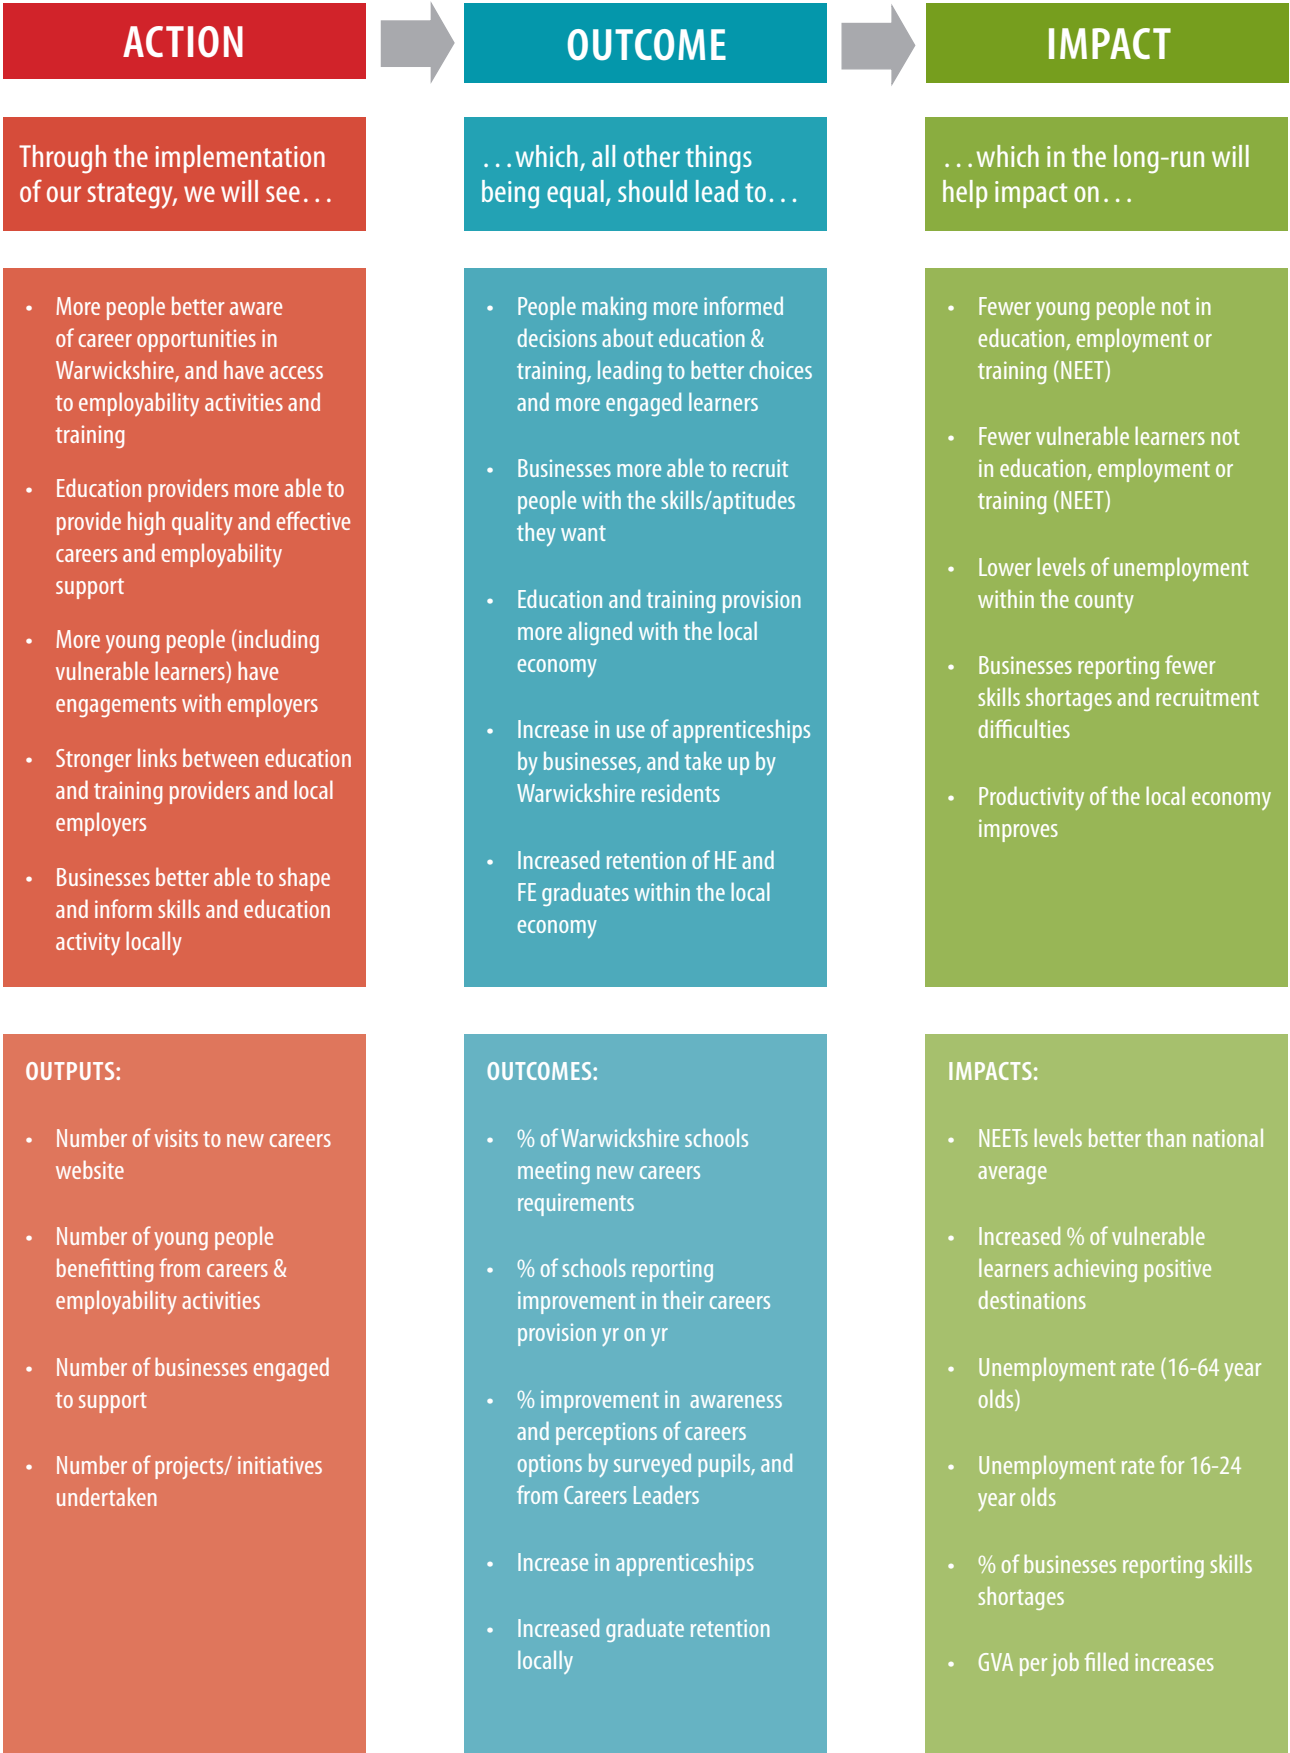 ACTION
OUTCOME
IMPACT
Through the implementation
of our strategy, we will see...
...which, all other things
being equal, should lead to...
...which in the long-run will
help impact on...
• More people better aware
of career opportunities in
Warwickshire, and have access
to employability activities and
training
• Education providers more able to
provide high quality and effective
careers and employability
support
• More young people (including
vulnerable learners) have
engagements with employers
• Stronger links between education
and training providers and local
employers
• Businesses better able to shape
and inform skills and education
activity locally
• People making more informed
decisions about education &
training, leading to better choices
and more engaged learners
• Businesses more able to recruit
people with the skills/aptitudes
they want
• Education and training provision
more aligned with the local
economy
• Increase in use of apprenticeships
by businesses, and take up by
Warwickshire residents
• Increased retention of HE and
FE graduates within the local
economy
• Fewer young people not in
education, employment or
training (NEET)
• Fewer vulnerable learners not
in education, employment or
training (NEET)
• Lower levels of unemployment
within the county
• Businesses reporting fewer
skills shortages and recruitment
difficulties
• Productivity of the local economy
improves
OUTPUTS:
• Number of visits to new careers
website
• Number of young people
benefitting from careers &
employability activities
• Number of businesses engaged
to support
• Number of projects/ initiatives
undertaken
OUTCOMES:
• % of Warwickshire schools
meeting new careers
requirements
• % of schools reporting
improvement in their careers
provision yr on yr
• % improvement in awareness
and perceptions of careers
options by surveyed pupils, and
from Careers Leaders
• Increase in apprenticeships
• Increased graduate retention
locally
IMPACTS:
• NEETs levels better than national
average
• Increased % of vulnerable
learners achieving positive
destinations
• Unemployment rate (16-64 year
olds)
• Unemployment rate for 16-24
year olds
• % of businesses reporting skills
shortages
• GVA per job filled increases